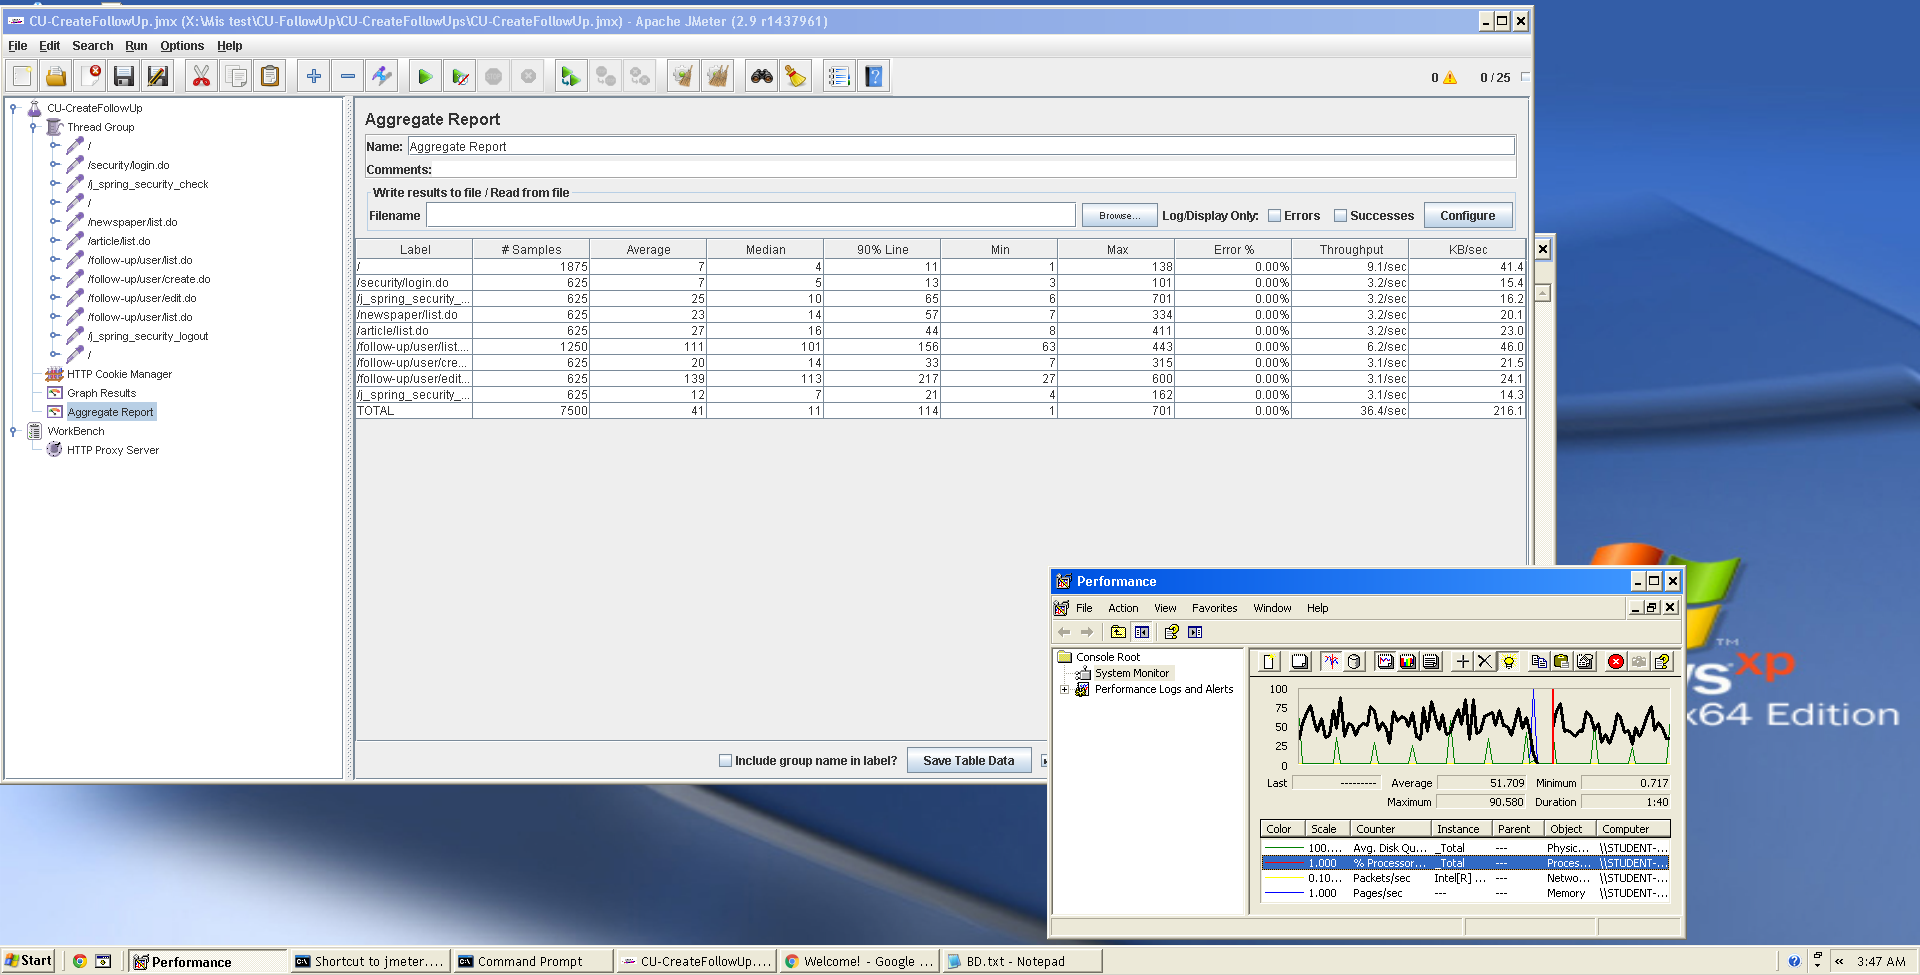 CU-CreateFollowUp.jmx (X:\Mis test\CU-FollowUp\CU-CreateFollowUps\CU-CreateFollowUp.jmx) - Apache JMeter (2.9 r1437961)
File Edit Search Run Options Help
0 0 / 25
CU-CreateFollowUp
Thread Group
/
/security/login.do
/j_spring_security_check
/
/newspaper/list.do
/article/list.do
/follow-up/user/list.do
/follow-up/user/create.do
/follow-up/user/edit.do
/follow-up/user/list.do
/j_spring_security_logout
/
HTTP Cookie Manager
Graph Results
Aggregate Report
WorkBench
HTTP Proxy Server
Aggregate Report
Name: Aggregate Report
Comments:
Write results to file / Read from file
Filename Browse... Log/Display Only: Errors Successes Configure
Label # Samples Average Median 90% Line Min Max Error % Throughput KB/sec
/ 1875 7 4 11 1 138 0.00% 9.1/sec 41.4
/security/login.do 625 7 5 13 3 101 0.00% 3.2/sec 15.4
/j_spring_security_... 625 25 10 65 6 701 0.00% 3.2/sec 16.2
/newspaper/list.do 625 23 14 57 7 334 0.00% 3.2/sec 20.1
/article/list.do 625 27 16 44 8 411 0.00% 3.2/sec 23.0
/follow-up/user/list.... 1250 111 101 156 63 443 0.00% 6.2/sec 46.0
/follow-up/user/cre... 625 20 14 33 7 315 0.00% 3.1/sec 21.5
/follow-up/user/edit... 625 139 113 217 27 600 0.00% 3.1/sec 24.1
/j_spring_security_... 625 12 7 21 4 162 0.00% 3.1/sec 14.3
TOTAL 7500 41 11 114 1 701 0.00% 36.4/sec 216.1
Include group name in label? Save Table Data
Performance
File Action View Favorites Window Help
Console Root
System Monitor
Performance Logs and Alerts
100
75
50
25
0
Last --------- Average 51.709 Minimum 0.717
Maximum 90.580 Duration 1:40
Color Scale Counter Instance Parent Object Computer
100.... Avg. Disk Qu... _Total --- Physic... \\STUDENT-...
1.000 % Processor... _Total --- Proces... \\STUDENT-...
0.10... Packets/sec Intel[R] ... --- Netwo... \\STUDENT-...
1.000 Pages/sec --- --- Memory \\STUDENT-...
TM
ws xp
x64 Edition
Start Performance Shortcut to jmeter.... Command Prompt CU-CreateFollowUp.... Welcome! - Google ... BD.txt - Notepad « 3:47 AM